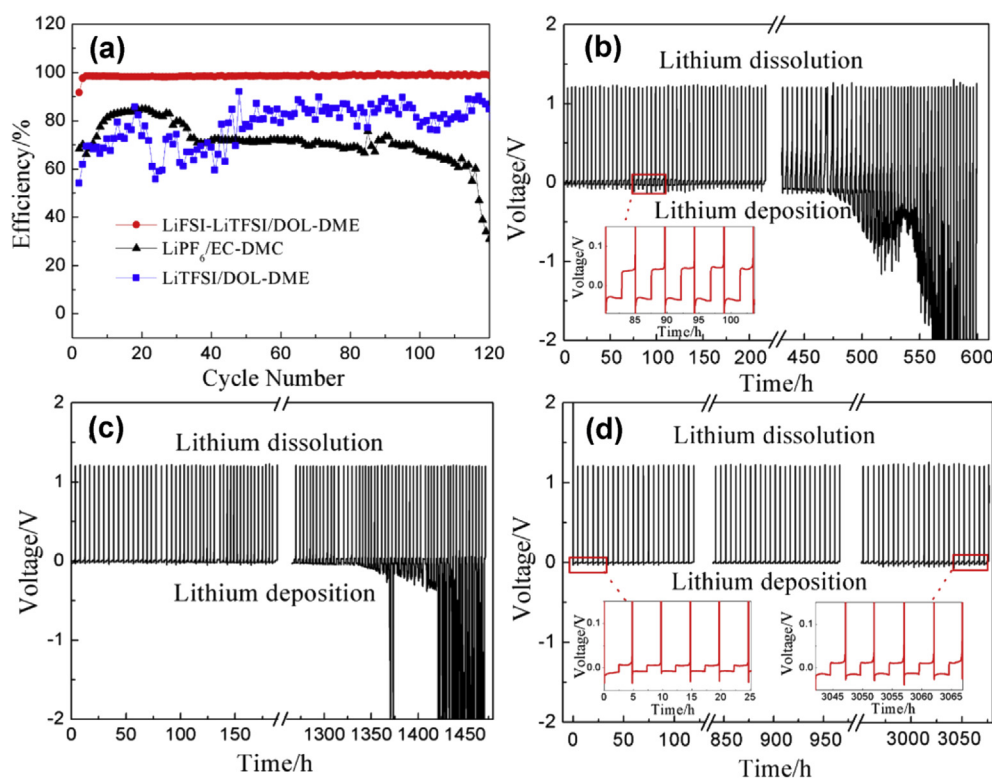 (a)
Efficiency/%
120
100
80
60
40
20
0
LiFSI-LiTFSI/DOL-DME
LiPF6/EC-DMC
LiTFSI/DOL-DME
0 20 40 60 80 100 120
Cycle Number
(b)
Voltage/V
2
1
0
-1
-2
Lithium dissolution
Lithium deposition
Voltage/V
0.1
0.0
85 90 95 100
Time/h
0 50 100 150 200 450 500 550 600
Time/h
(c)
Voltage/V
2
1
0
-1
-2
Lithium dissolution
Lithium deposition
0 50 100 150 1300 1350 1400 1450
Time/h
(d)
Voltage/V
2
1
0
-1
-2
Lithium dissolution
Lithium deposition
Voltage/V
0.1
0.0
0 5 10 15 20 25
Time/h
Voltage/V
0.1
0.0
3045 3050 3055 3060 3065
Time/h
0 50 100 850 900 950 3000 3050
Time/h